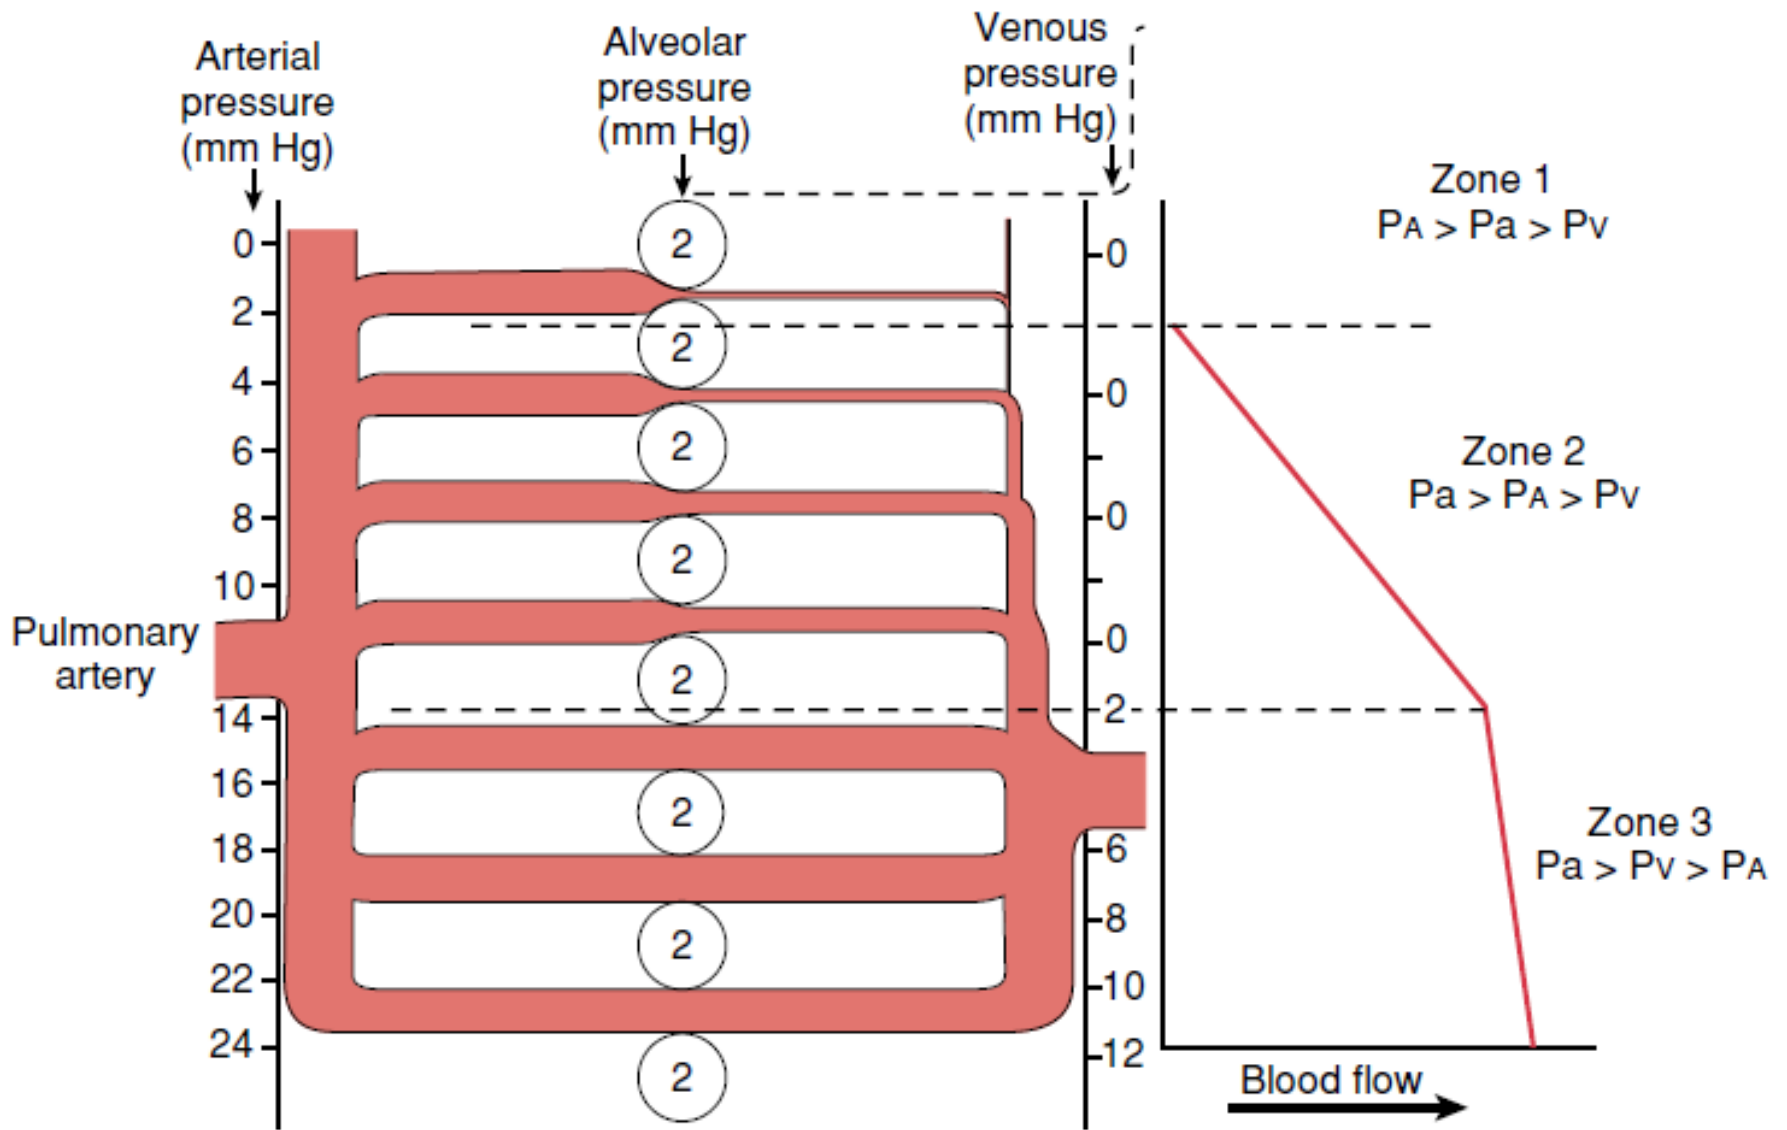 Arterial
pressure
(mm Hg)
Alveolar
pressure
(mm Hg)
Venous
pressure
(mm Hg)
0
2
4
6
8
10
Pulmonary
artery
14
16
18
20
22
24
2
2
2
2
2
2
2
2
0
0
0
0
2
6
8
10
12
Zone 1
PA > Pa > PV
Zone 2
Pa > PA > PV
Zone 3
Pa > PV > PA
Blood flow